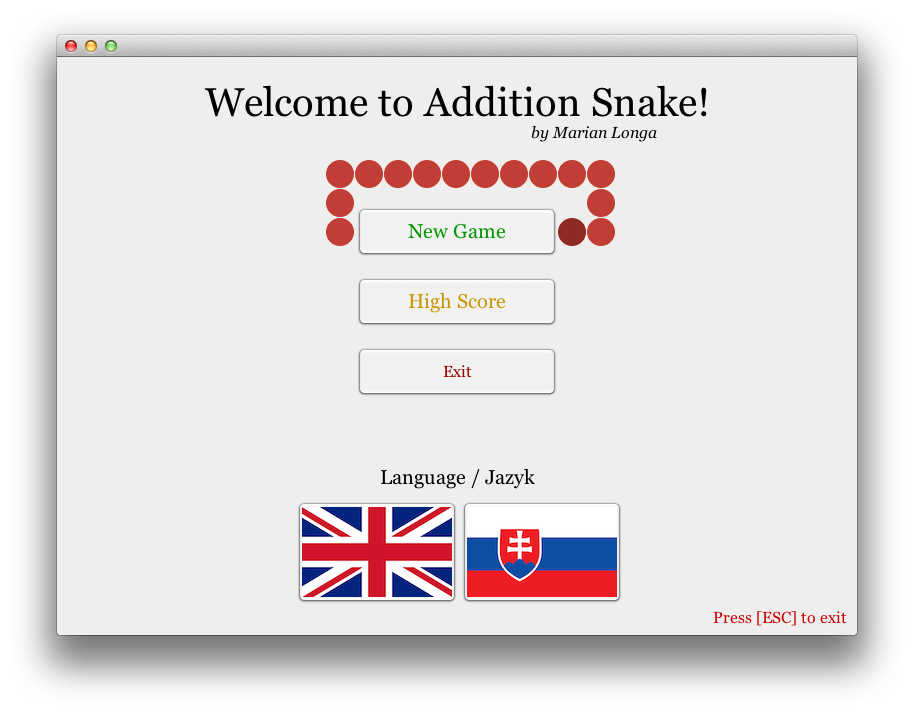 Welcome to Addition Snake!
by Marian Longa
New Game
High Score
Exit
Language / Jazyk
Press [ESC] to exit